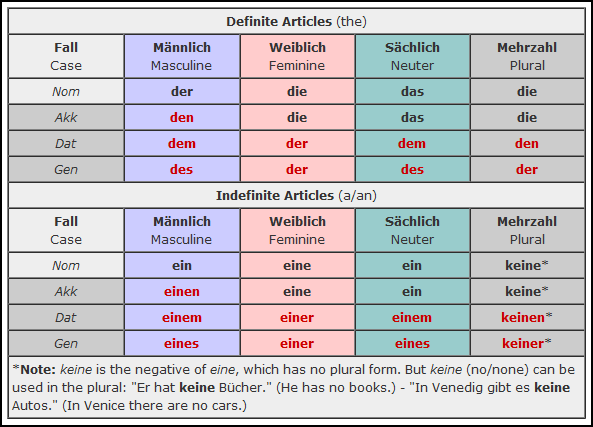 Definite Articles (the)
Fall Männlich Weiblich Sächlich Mehrzahl
Case Masculine Feminine Neuter Plural
Nom der die das die
Akk den die das die
Dat dem der dem den
Gen des der des der
Indefinite Articles (a/an)
Fall Männlich Weiblich Sächlich Mehrzahl
Case Masculine Feminine Neuter Plural
Nom ein eine ein keine*
Akk einen eine ein keine*
Dat einem einer einem keinen*
Gen eines einer eines keiner*
*Note: keine is the negative of eine, which has no plural form. But keine (no/none) can be
used in the plural: "Er hat keine Bücher." (He has no books.) - "In Venedig gibt es keine
Autos." (In Venice there are no cars.)